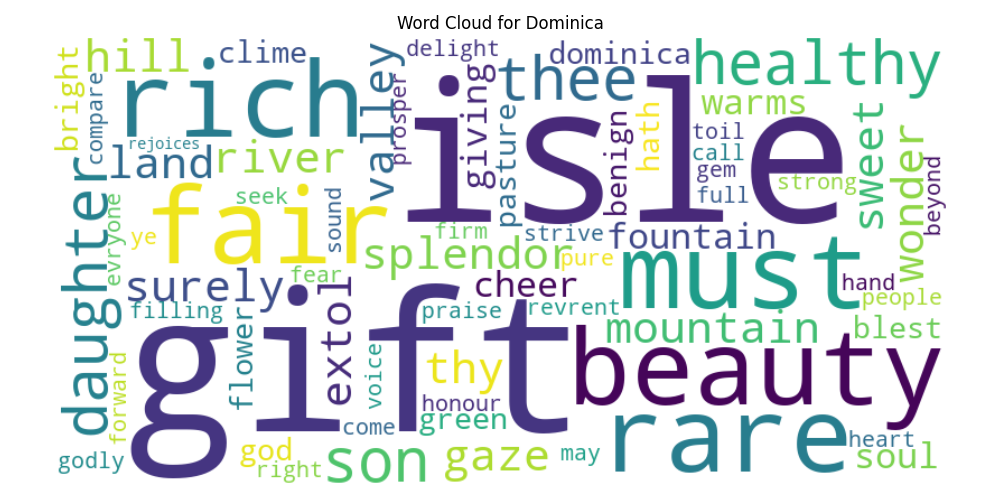 Word Cloud for Dominica
bright
hill
clime
delight
dominica
healthy
rich
compare
rejoices
valley
prosper
isle
giving
thee
pasture
benign
hath
warms
toil
call
gem
full
strong
sweet
wonder
beyond
land
river
daughter
evryone
ye
fair
seek
sound
firm
strive
fountain
splendor
pure
must
hand
people
surely
fear
cheer
filling
gift
extol
praise
revrent
mountain
blest
flower
voice
thy
beauty
forward
honour
green
come
rare
heart
godly
god
right
son
gaze
may
soul